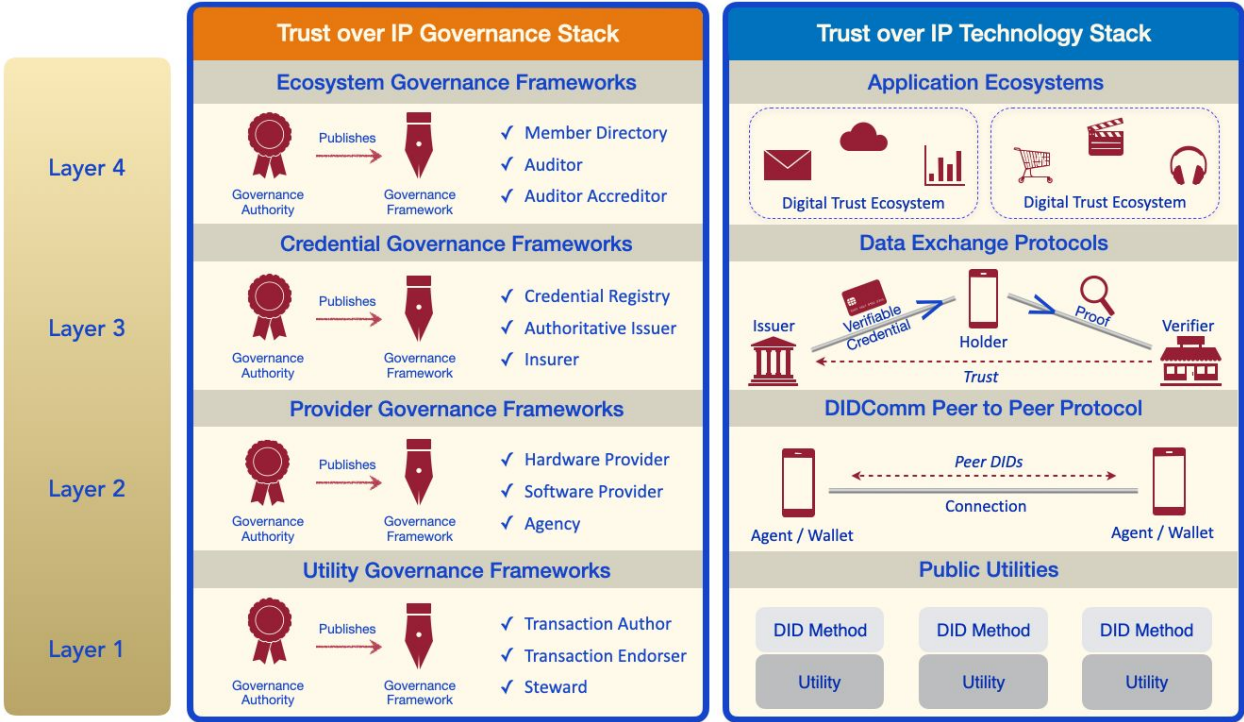 Trust over IP Governance Stack
Trust over IP Technology Stack
Layer 4
Ecosystem Governance Frameworks
Publishes
Governance
Authority
Governance
Framework
✓ Member Directory
✓ Auditor
✓ Auditor Accreditor
Application Ecosystems
Digital Trust Ecosystem
Digital Trust Ecosystem
Layer 3
Credential Governance Frameworks
Publishes
Governance
Authority
Governance
Framework
✓ Credential Registry
✓ Authoritative Issuer
✓ Insurer
Data Exchange Protocols
Issuer
Verifiable
Credential
Holder
Proof
Verifier
Trust
Layer 2
Provider Governance Frameworks
Publishes
Governance
Authority
Governance
Framework
✓ Hardware Provider
✓ Software Provider
✓ Agency
DIDComm Peer to Peer Protocol
Peer DIDs
Connection
Agent / Wallet
Agent / Wallet
Layer 1
Utility Governance Frameworks
Publishes
Governance
Authority
Governance
Framework
✓ Transaction Author
✓ Transaction Endorser
✓ Steward
Public Utilities
DID Method
DID Method
DID Method
Utility
Utility
Utility